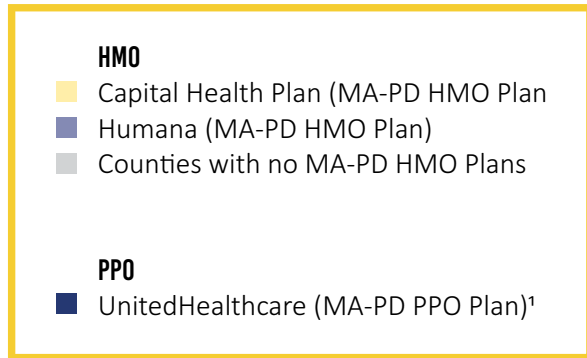 HMO
Capital Health Plan (MA-PD HMO Plan
Humana (MA-PD HMO Plan)
Counties with no MA-PD HMO Plans
PPO
UnitedHealthcare (MA-PD PPO Plan)¹